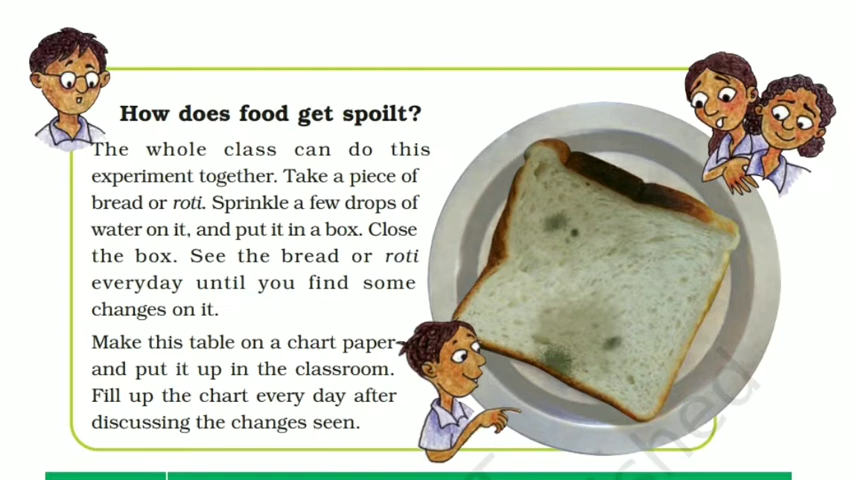 How does food get spoilt?
The whole class can do this
experiment together. Take a piece of
bread or roti. Sprinkle a few drops of
water on it, and put it in a box. Close
the box. See the bread or roti
everyday until you find some
changes on it.
Make this table on a chart paper
and put it up in the classroom.
Fill up the chart every day after
discussing the changes seen.